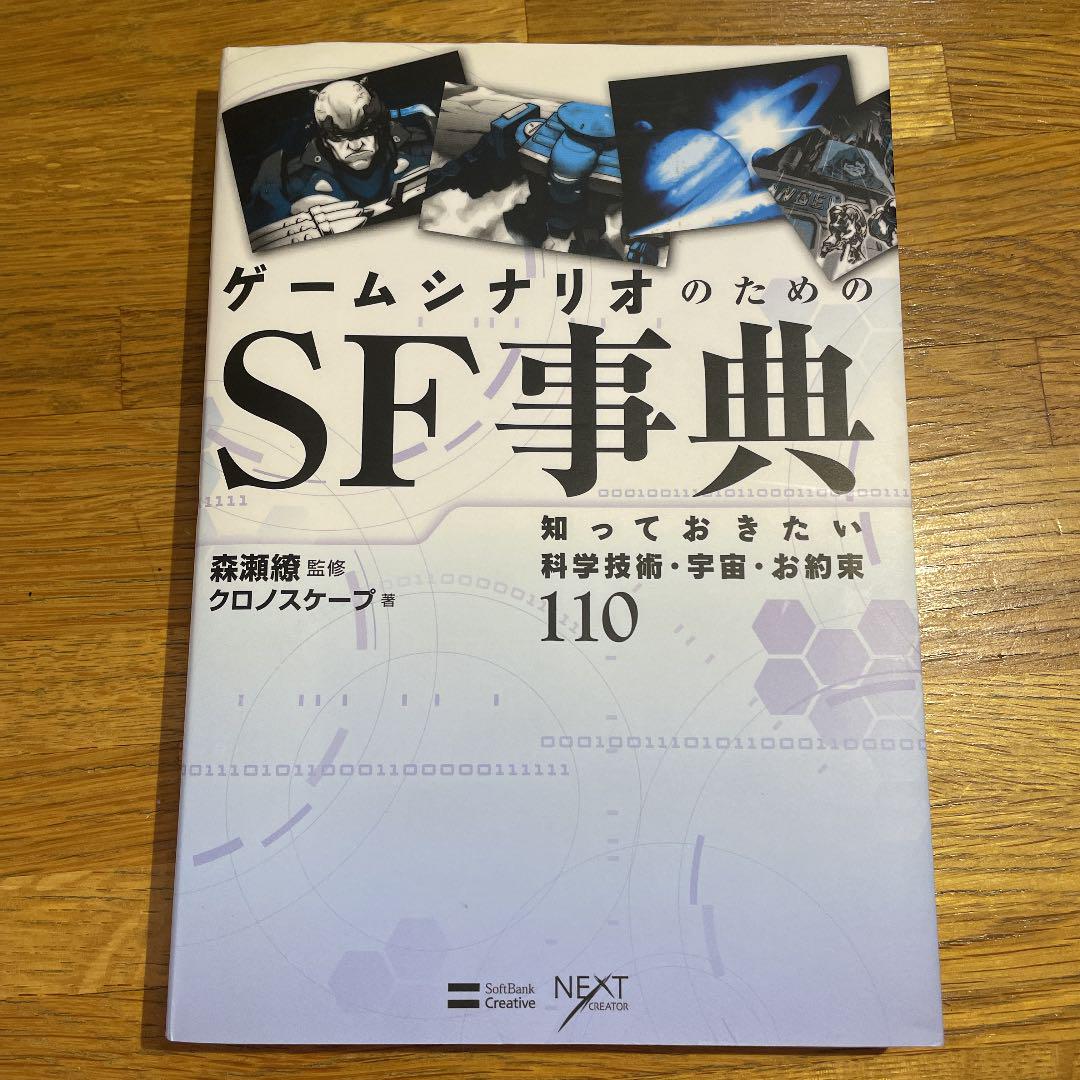 ゲームシナリオのための
SF事典
00010011101011000110000011111
1111
知っておきたい
科学技術・宇宙・お約束
110
森瀬繚 監修
クロノスケープ 著
SoftBank
Creative
NEXT
CREATOR